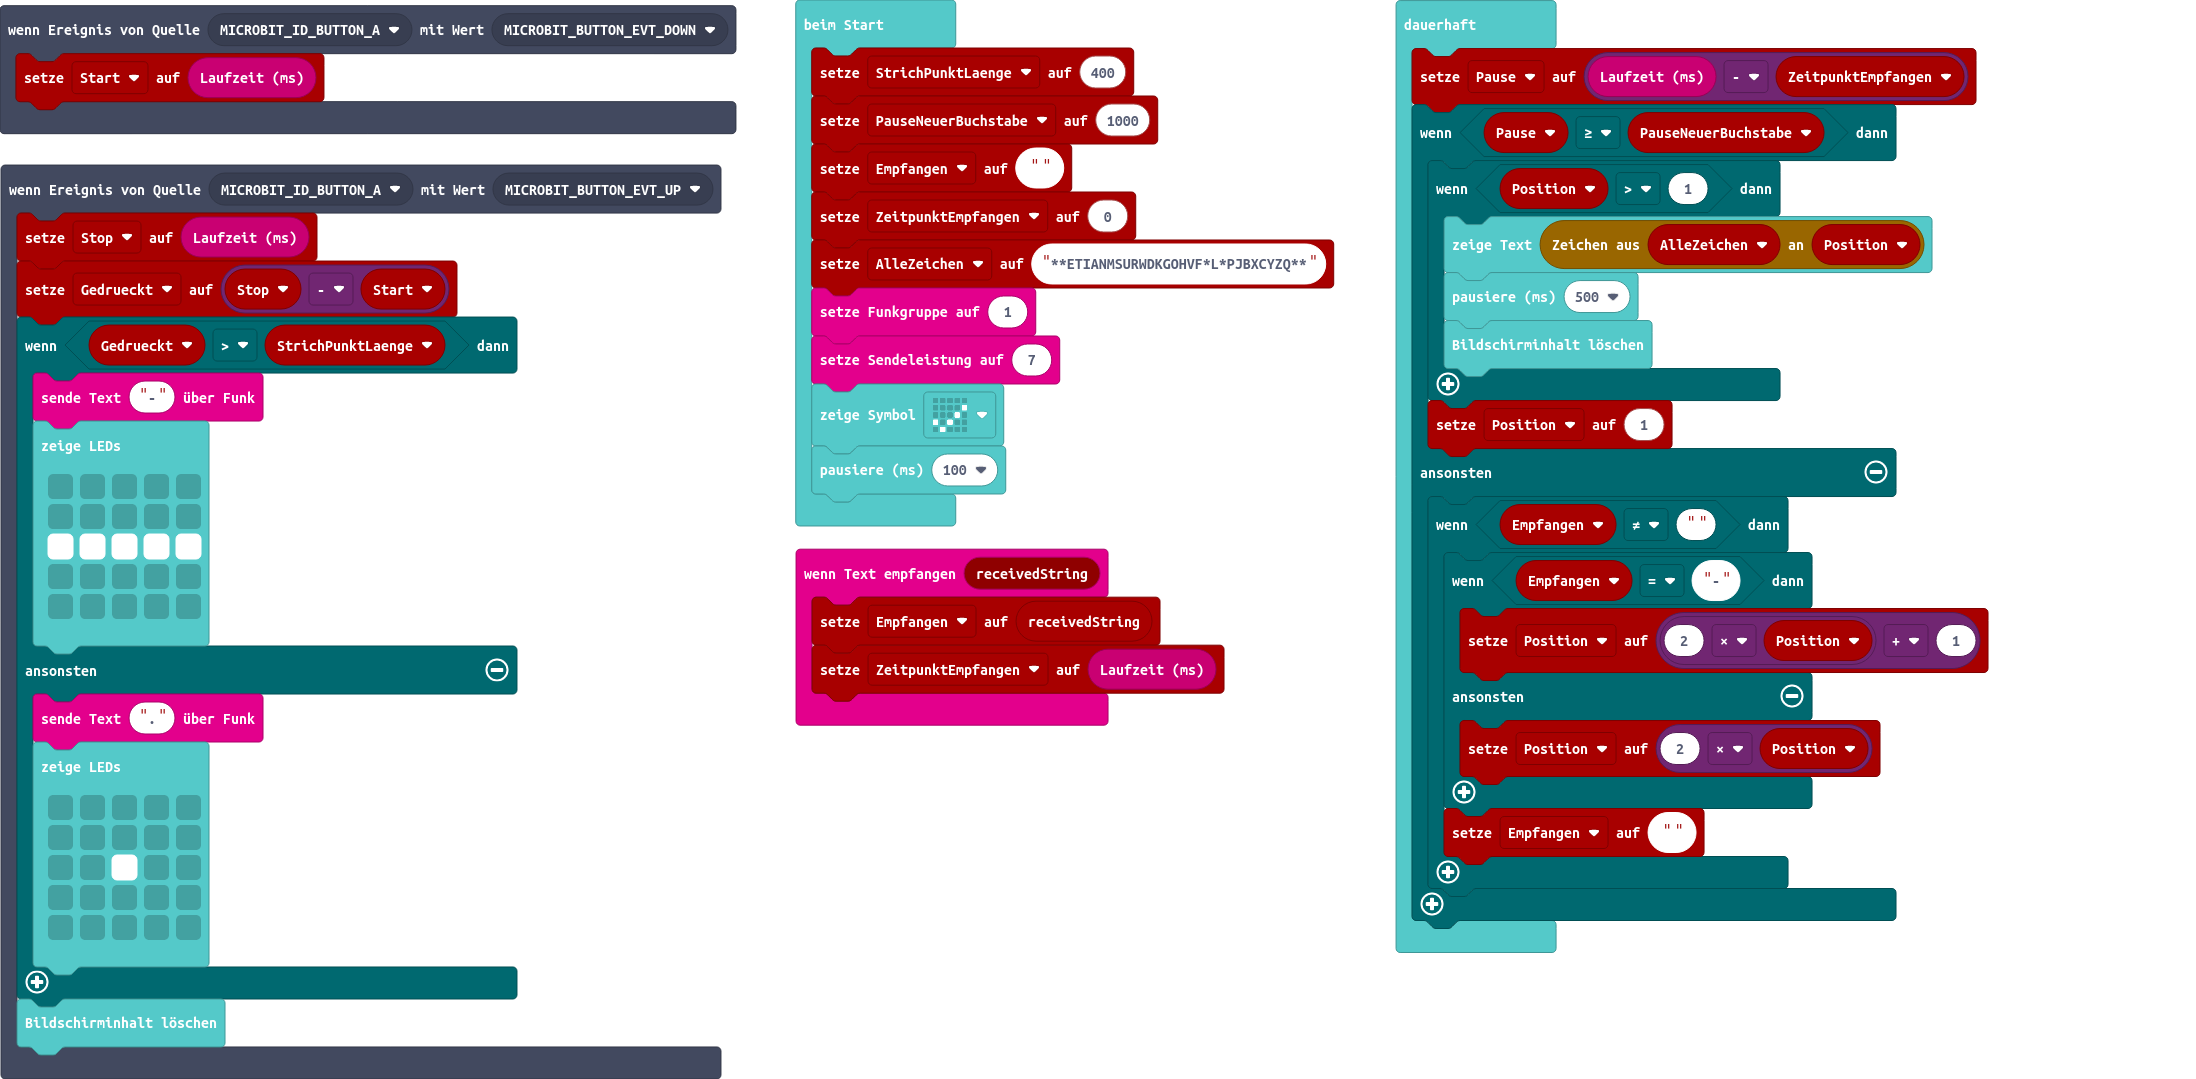 wenn Ereignis von Quelle MICROBIT_ID_BUTTON_A mit Wert MICROBIT_BUTTON_EVT_DOWN
setze Start auf Laufzeit (ms)
wenn Ereignis von Quelle MICROBIT_ID_BUTTON_A mit Wert MICROBIT_BUTTON_EVT_UP
setze Stop auf Laufzeit (ms)
setze Gedrueckt auf Stop - Start
wenn Gedrueckt > StrichPunktLaenge dann
sende Text "-" über Funk
zeige LEDs
ansonsten
sende Text "." über Funk
zeige LEDs
Bildschirminhalt löschen
beim Start
setze StrichPunktLaenge auf 400
setze PauseNeuerBuchstabe auf 1000
setze Empfangen auf ""
setze ZeitpunktEmpfangen auf 0
setze AlleZeichen auf "**ETIANMSURWDKGOHVF*L*PJBXCYZQ**"
setze Funkgruppe auf 1
setze Sendeleistung auf 7
zeige Symbol
pausiere (ms) 100
wenn Text empfangen receivedString
setze Empfangen auf receivedString
setze ZeitpunktEmpfangen auf Laufzeit (ms)
dauerhaft
setze Pause auf Laufzeit (ms) - ZeitpunktEmpfangen
wenn Pause ≥ PauseNeuerBuchstabe dann
wenn Position > 1 dann
zeige Text Zeichen aus AlleZeichen an Position
pausiere (ms) 500
Bildschirminhalt löschen
setze Position auf 1
ansonsten
wenn Empfangen ≠ "" dann
wenn Empfangen = "-" dann
setze Position auf 2 × Position + 1
ansonsten
setze Position auf 2 × Position
setze Empfangen auf ""